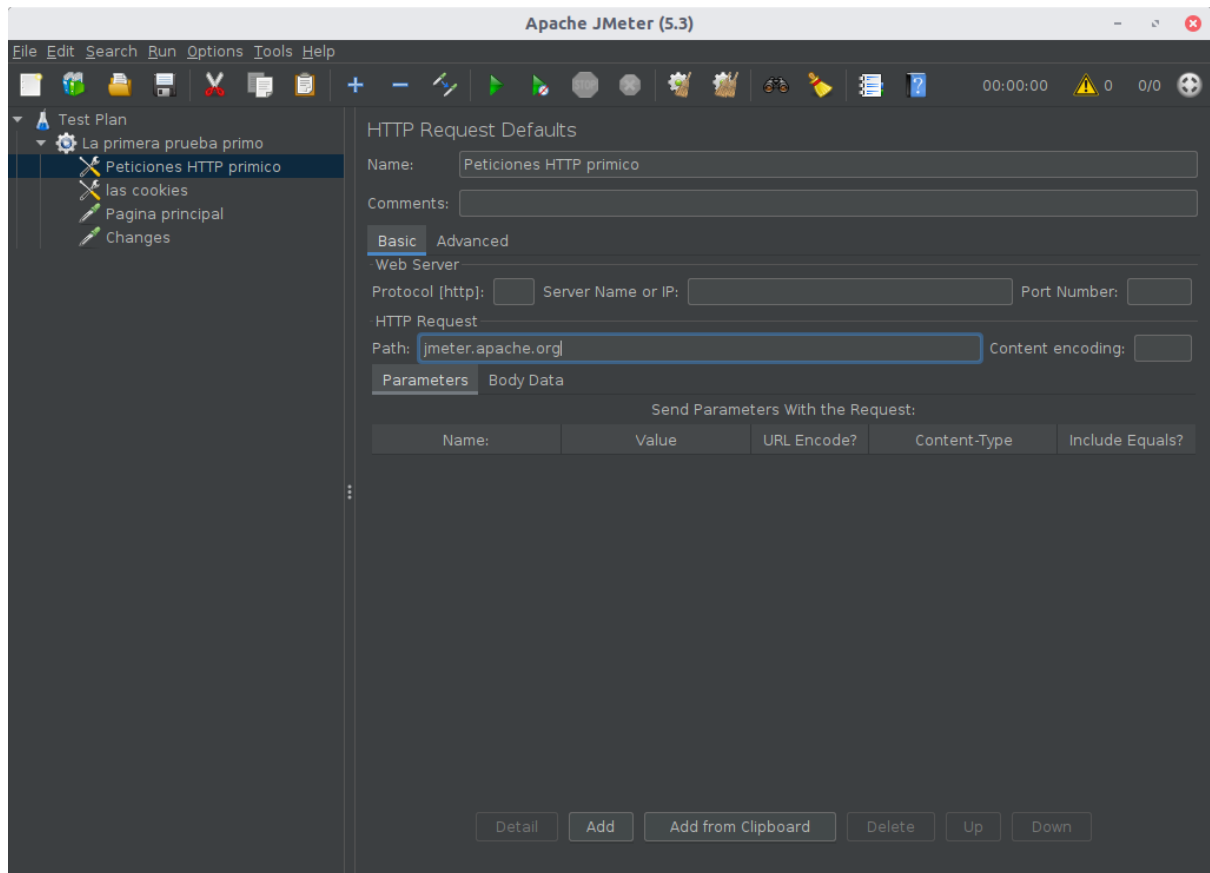 Apache JMeter (5.3)
File Edit Search Run Options Tools Help
STOP
?
00:00:00 0 0/0
Test Plan
La primera prueba primo
Peticiones HTTP primico
las cookies
Pagina principal
Changes
HTTP Request Defaults
Name: Peticiones HTTP primico
Comments:
Basic Advanced
Web Server
Protocol [http]: Server Name or IP: Port Number:
HTTP Request
Path: jmeter.apache.org Content encoding:
Parameters Body Data
Send Parameters With the Request:
Name: Value URL Encode? Content-Type Include Equals?
Detail Add Add from Clipboard Delete Up Down